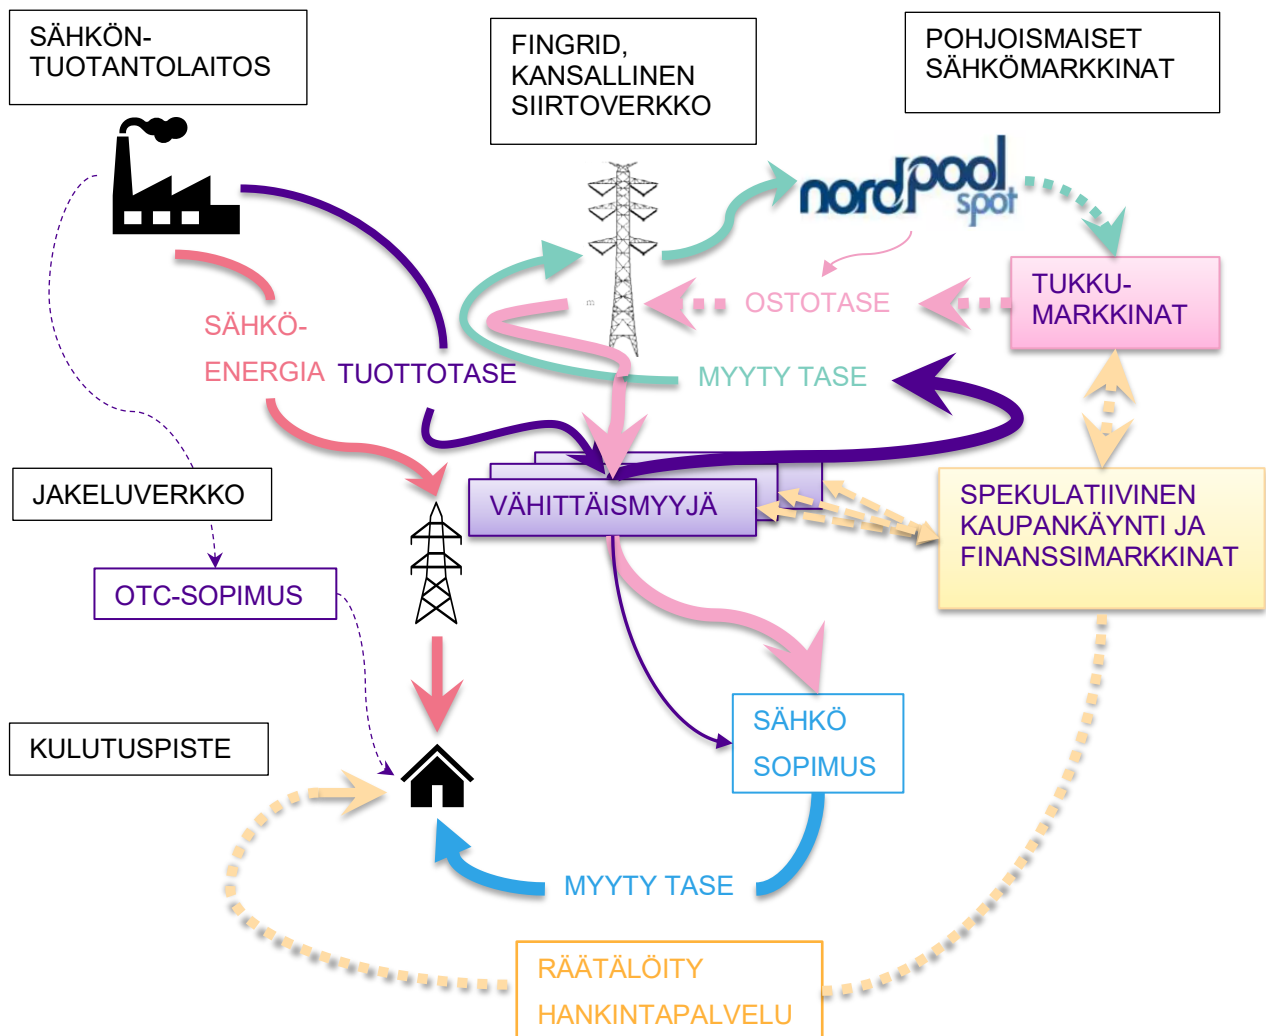 SÄHKÖN-
TUOTANTOLAITOS
FINGRID,
KANSALLINEN
SIIRTOVERKKO
POHJOISMAISET
SÄHKÖMARKKINAT
nordpool
spot
TUKKU-
MARKKINAT
OSTOTASE
m
SÄHKÖ-
ENERGIA
TUOTTOTASE
MYYTY TASE
JAKELUVERKKO
VÄHITTÄISMYYJÄ
SPEKULATIIVINEN
KAUPANKÄYNTI JA
FINANSSIMARKKINAT
OTC-SOPIMUS
SÄHKÖ
SOPIMUS
KULUTUSPISTE
MYYTY TASE
RÄÄTÄLÖITY
HANKINTAPALVELU